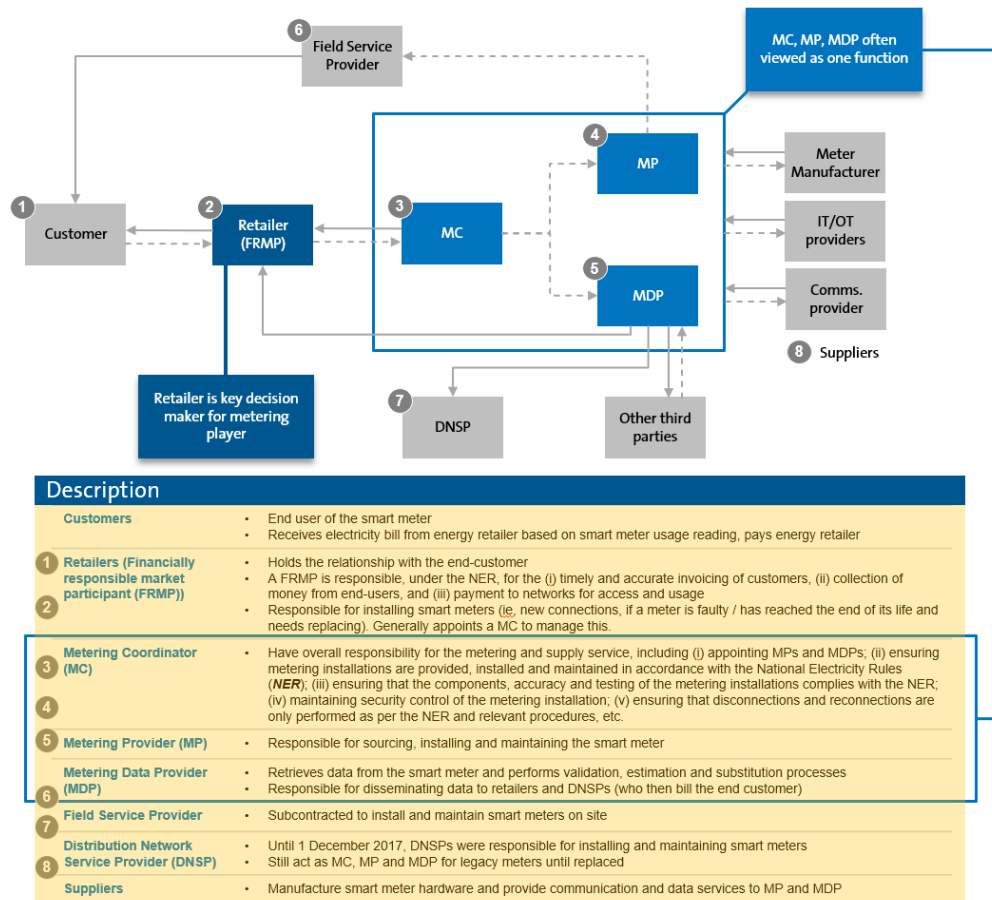 6
Field Service
Provider
MC, MP, MDP often
viewed as one function
4
MP
Meter
Manufacturer
1
Customer
2
Retailer
(FRMP)
3
MC
IT/OT
providers
5
MDP
Comms.
provider
8 Suppliers
Retailer is key decision
maker for metering
player
7
DNSP
Other third
parties
Description
Customers
• End user of the smart meter
• Receives electricity bill from energy retailer based on smart meter usage reading, pays energy retailer
1
2
Retailers (Financially
responsible market
participant (FRMP))
• Holds the relationship with the end-customer
• A FRMP is responsible, under the NER, for the (i) timely and accurate invoicing of customers, (ii) collection of
money from end-users, and (iii) payment to networks for access and usage
• Responsible for installing smart meters (ie, new connections, if a meter is faulty / has reached the end of its life and
needs replacing). Generally appoints a MC to manage this.
3
4
Metering Coordinator
(MC)
• Have overall responsibility for the metering and supply service, including (i) appointing MPs and MDPs; (ii) ensuring
metering installations are provided, installed and maintained in accordance with the National Electricity Rules
(NER); (iii) ensuring that the components, accuracy and testing of the metering installations complies with the NER;
(iv) maintaining security control of the metering installation; (v) ensuring that disconnections and reconnections are
only performed as per the NER and relevant procedures, etc.
5
Metering Provider (MP)
• Responsible for sourcing, installing and maintaining the smart meter
6
Metering Data Provider
(MDP)
• Retrieves data from the smart meter and performs validation, estimation and substitution processes
• Responsible for disseminating data to retailers and DNSPs (who then bill the end customer)
7
Field Service Provider
• Subcontracted to install and maintain smart meters on site
8
Distribution Network
Service Provider (DNSP)
• Until 1 December 2017, DNSPs were responsible for installing and maintaining smart meters
• Still act as MC, MP and MDP for legacy meters until replaced
Suppliers
• Manufacture smart meter hardware and provide communication and data services to MP and MDP